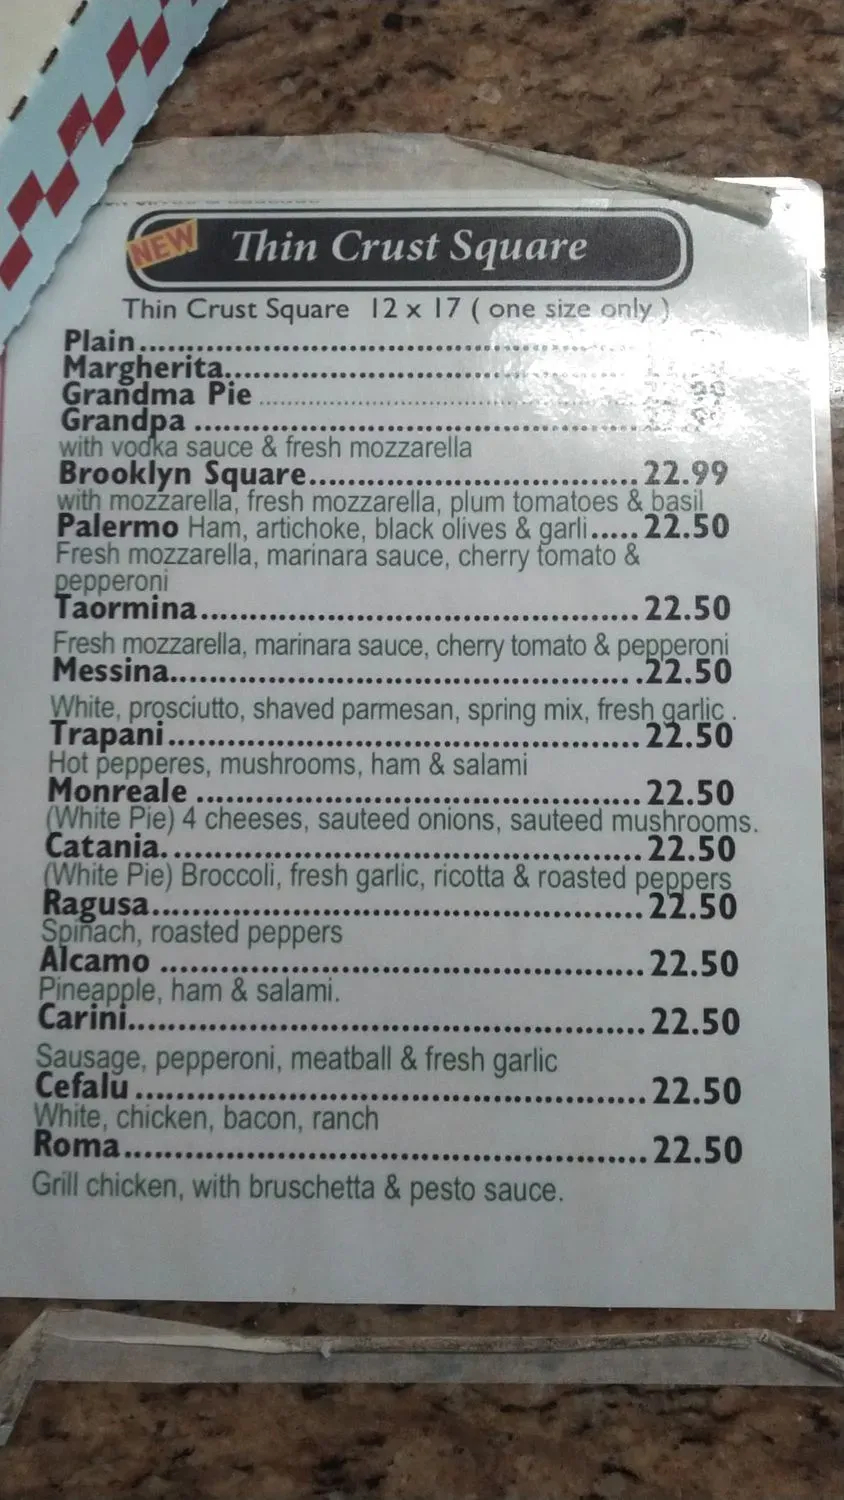 NEW Thin Crust Square
Thin Crust Square 12 x 17 ( one size only )
Plain
Margherita
Grandma Pie
Grandpa
with vodka sauce & fresh mozzarella
Brooklyn Square 22.99
with mozzarella, fresh mozzarella, plum tomatoes & basil
Palermo Ham, artichoke, black olives & garli.....22.50
Fresh mozzarella, marinara sauce, cherry tomato &
pepperoni
Taormina 22.50
Fresh mozzarella, marinara sauce, cherry tomato & pepperoni
Messina 22.50
White, prosciutto, shaved parmesan, spring mix, fresh garlic .
Trapani 22.50
Hot pepperes, mushrooms, ham & salami
Monreale 22.50
(White Pie) 4 cheeses, sauteed onions, sauteed mushrooms.
Catania 22.50
(White Pie) Broccoli, fresh garlic, ricotta & roasted peppers
Ragusa 22.50
Spinach, roasted peppers
Alcamo 22.50
Pineapple, ham & salami.
Carini 22.50
Sausage, pepperoni, meatball & fresh garlic
Cefalu 22.50
White, chicken, bacon, ranch
Roma 22.50
Grill chicken, with bruschetta & pesto sauce.